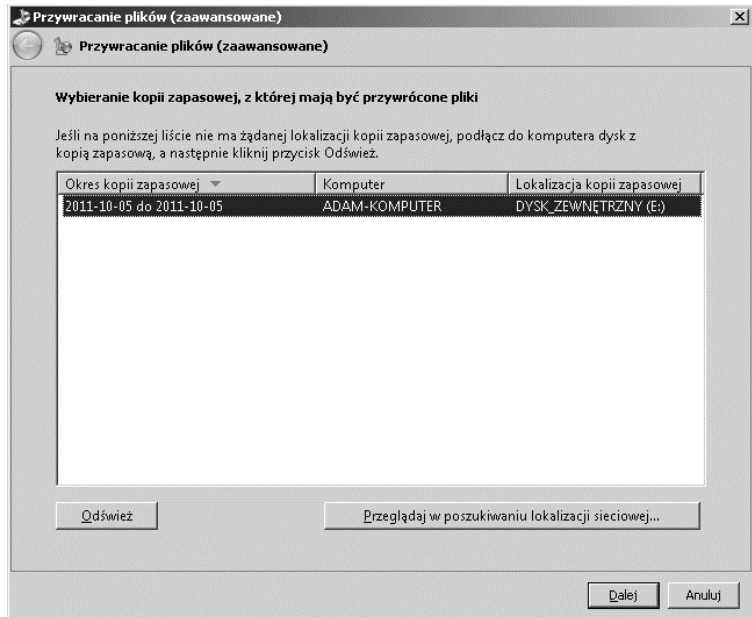 Przywracanie plików (zaawansowane)
Przywracanie plików (zaawansowane)
Wybieranie kopii zapasowej, z której mają być przywrócone pliki
Jeśli na poniższej liście nie ma żądanej lokalizacji kopii zapasowej, podłącz do komputera dysk z
kopią zapasową, a następnie kliknij przycisk Odśwież.
Okres kopii zapasowej Komputer Lokalizacja kopii zapasowej
2011-10-05 do 2011-10-05 ADAM-KOMPUTER DYSK_ZEWNĘTRZNY (E:)
Odśwież Przeglądaj w poszukiwaniu lokalizacji sieciowej...
Dalej Anuluj